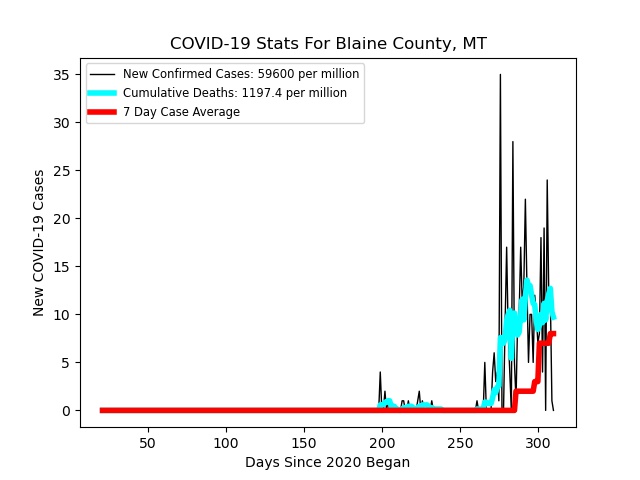 COVID-19 Stats For Blaine County, MT
New Confirmed Cases: 59600 per million
Cumulative Deaths: 1197.4 per million
7 Day Case Average
New COVID-19 Cases
35
30
25
20
15
10
5
0
50 100 150 200 250 300
Days Since 2020 Began